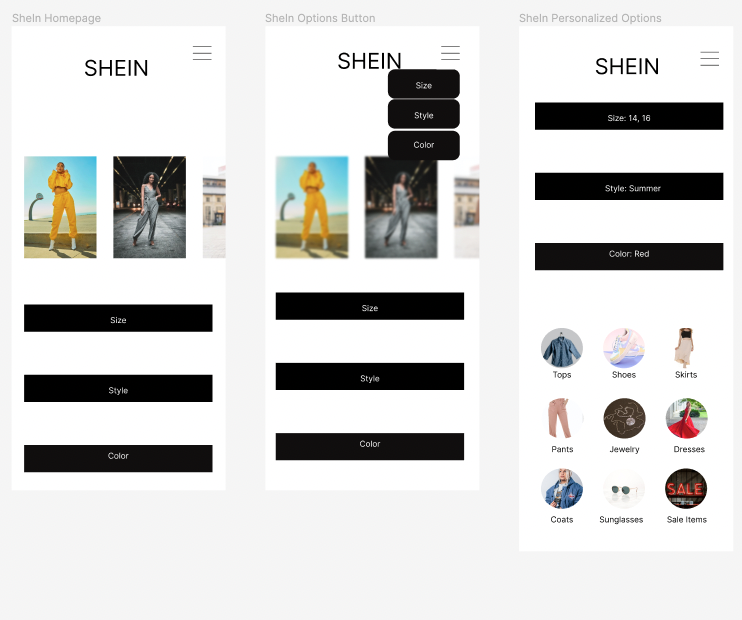 SheIn Homepage
SHEIN
Size
Style
Color
SheIn Options Button
SHEIN
Size
Style
Color
Size
Style
Color
SheIn Personalized Options
SHEIN
Size: 14, 16
Style: Summer
Color: Red
Tops
Shoes
Skirts
Pants
Jewelry
Dresses
Coats
Sunglasses
SALE
Sale Items